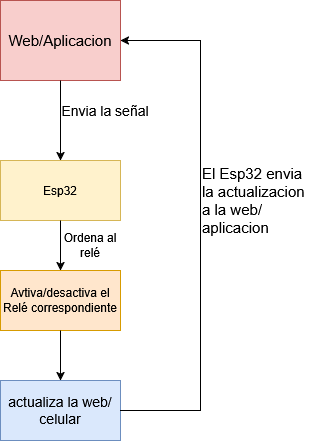 Web/Aplicacion
Envia la señal
El Esp32 envia
la actualizacion
a la web/
aplicacion
Esp32
Ordena al
relé
Avtiva/desactiva el
Relé correspondiente
actualiza la web/
celular